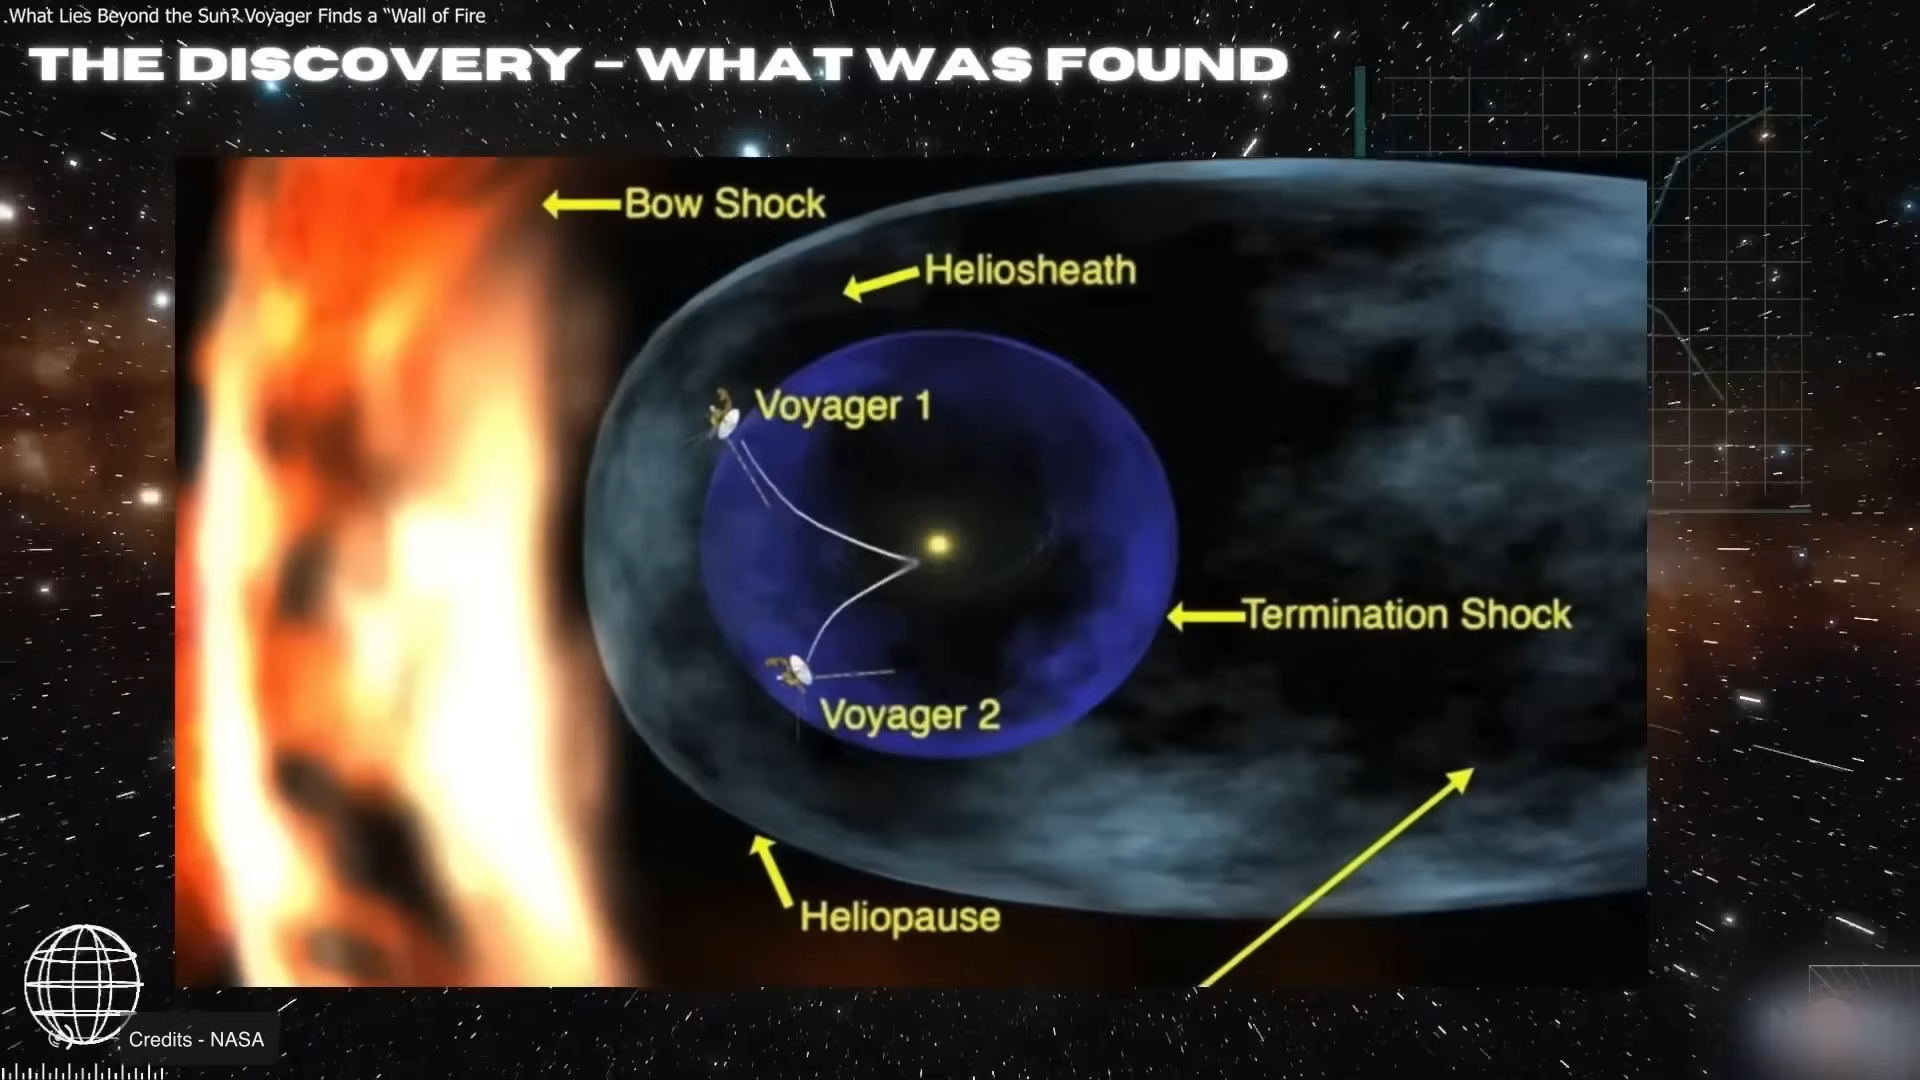 .What Lies Beyond the Sun? Voyager Finds a “Wall of Fire
THE DISCOVERY – WHAT WAS FOUND
Bow Shock
Heliosheath
Voyager 1
Termination Shock
Voyager 2
Heliopause
Credits - NASA